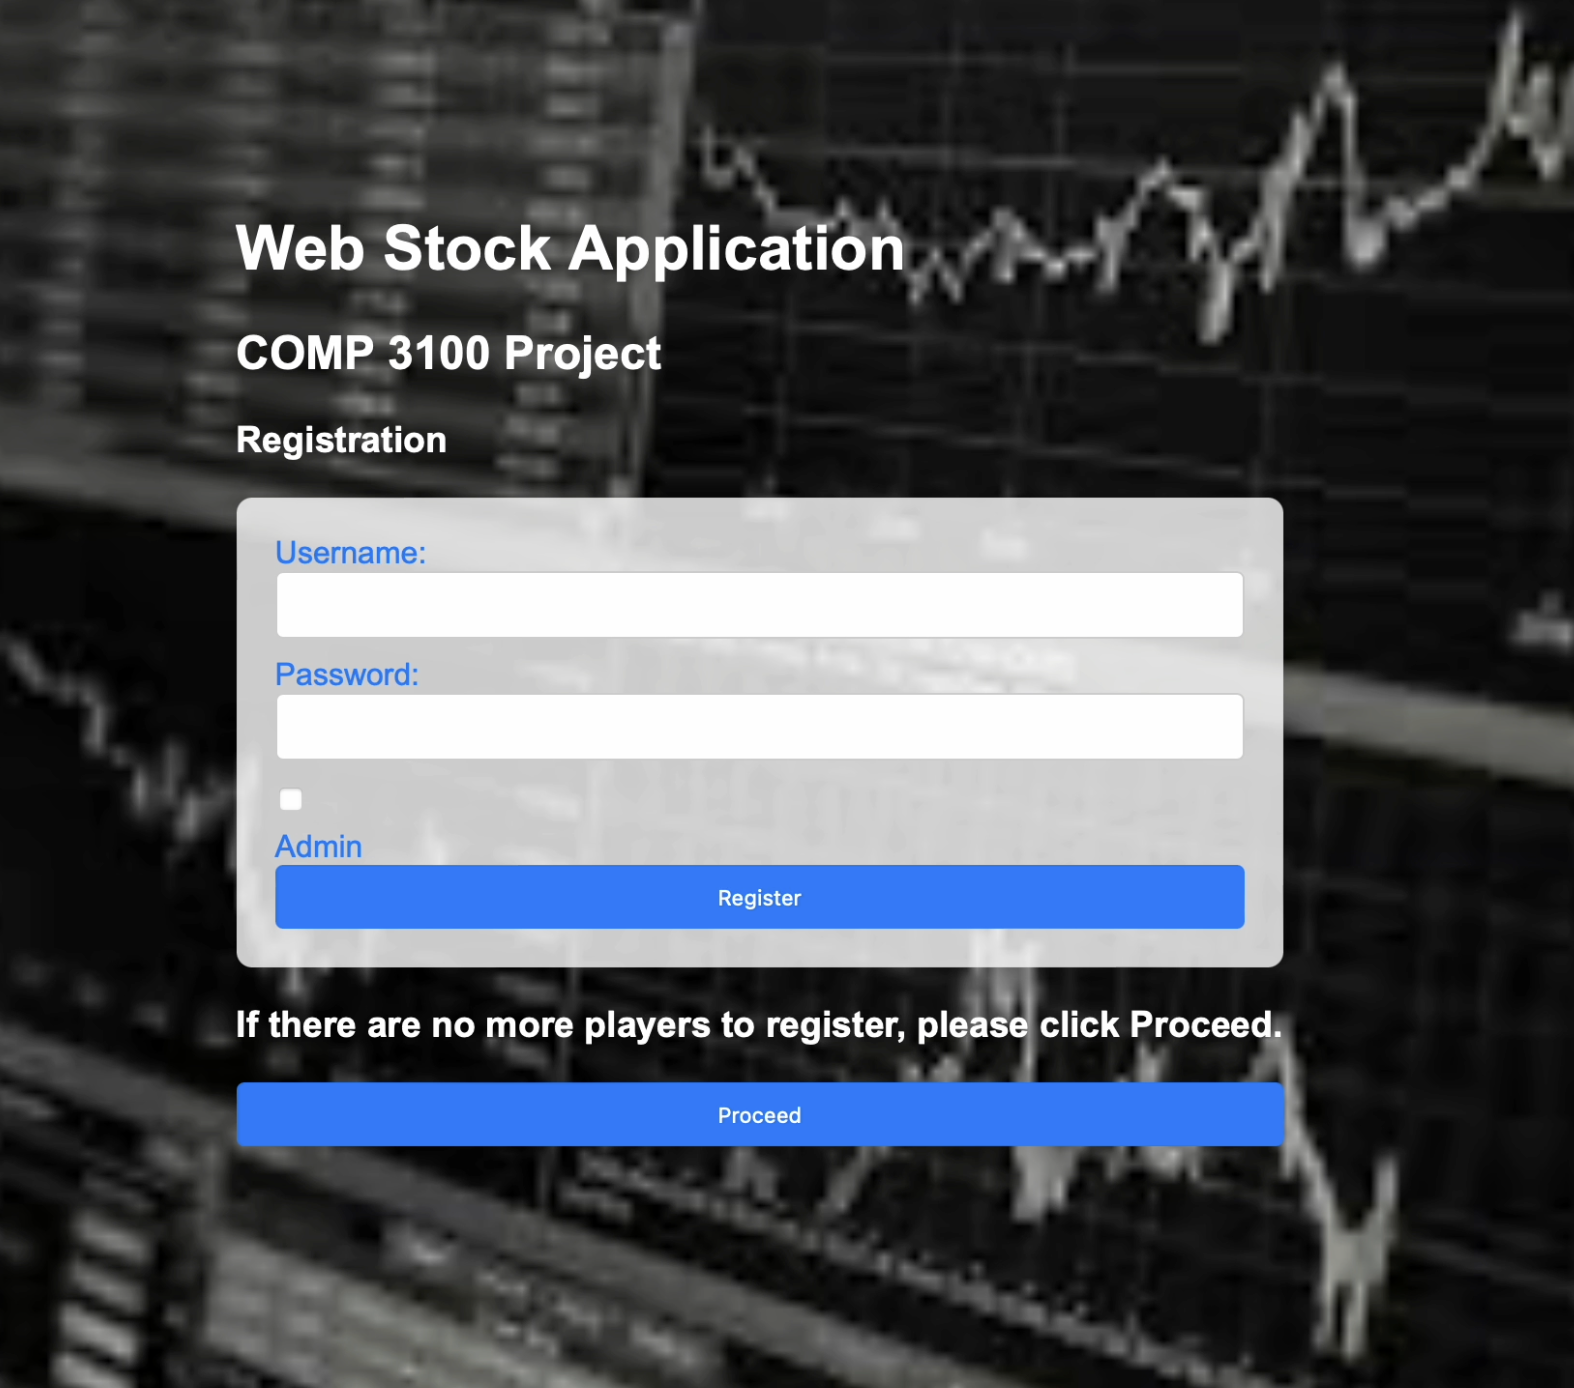 Web Stock Application
COMP 3100 Project
Registration
Username:
Password:
Admin
Register
If there are no more players to register, please click Proceed.
Proceed